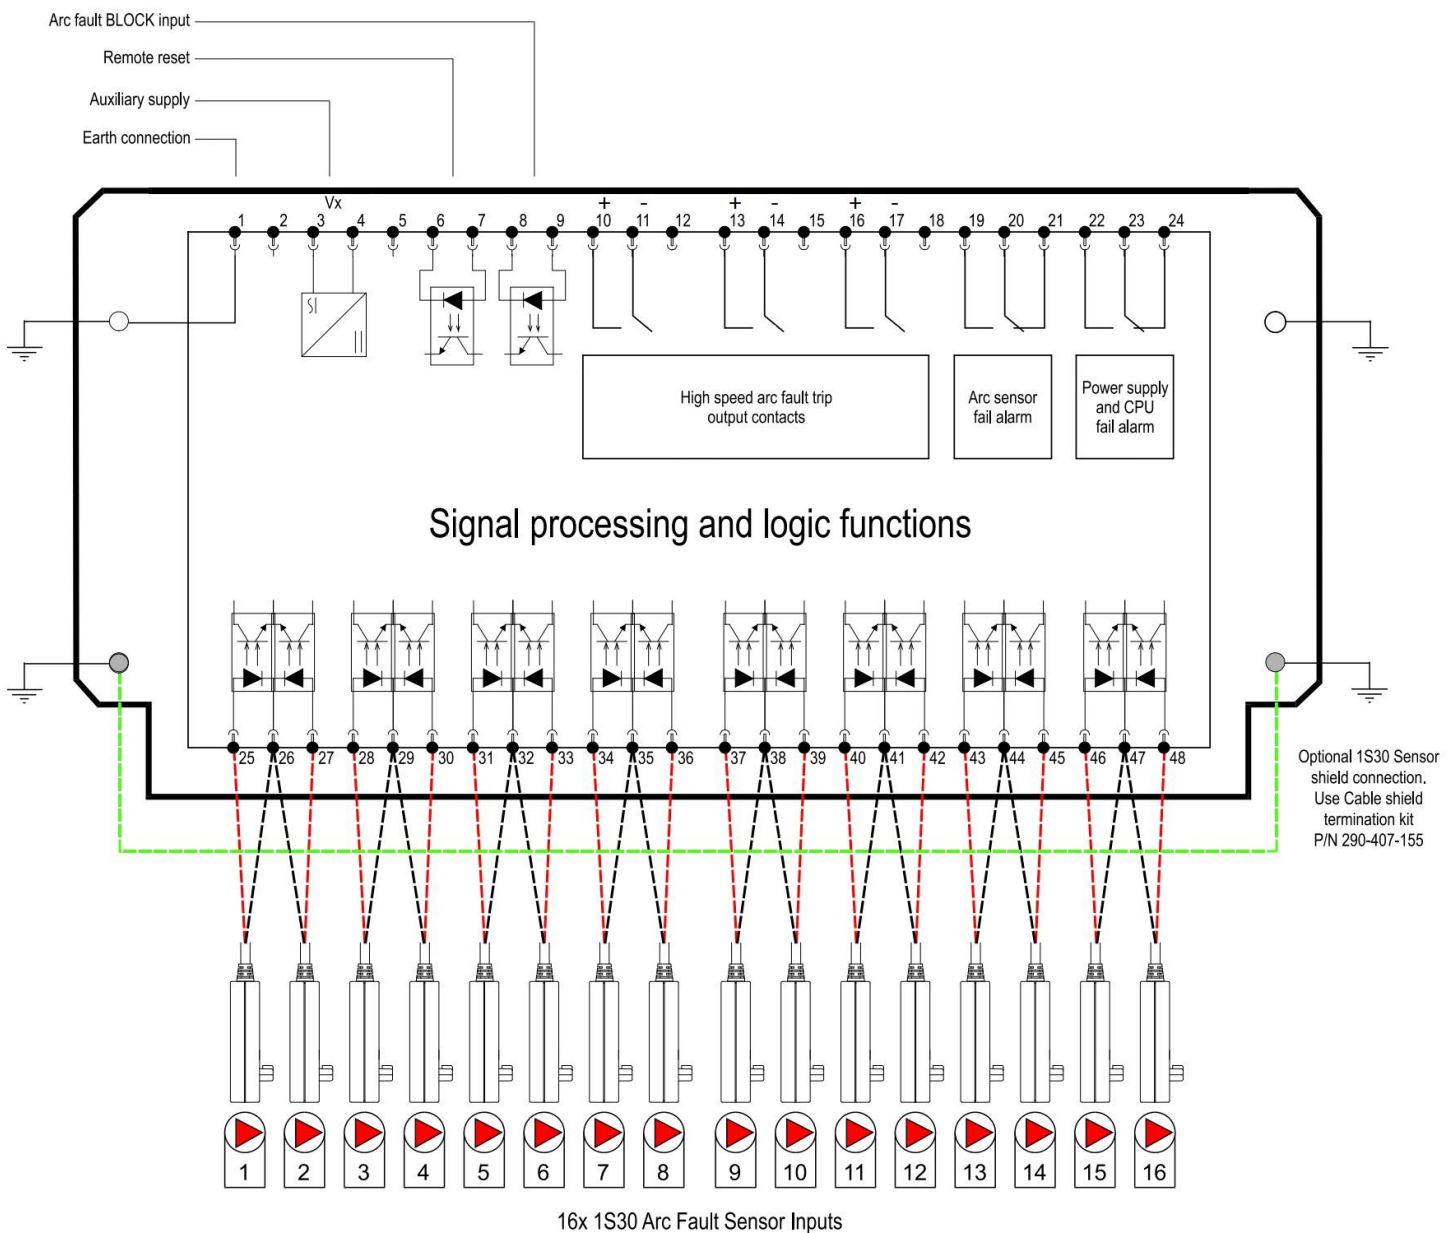 Arc fault BLOCK input
Remote reset
Auxiliary supply
Earth connection
Vx
+ - + - + -
1 2 3 4 5 6 7 8 9 10 11 12 13 14 15 16 17 18 19 20 21 22 23 24
High speed arc fault trip
output contacts
Arc sensor
fail alarm
Power supply
and CPU
fail alarm
Signal processing and logic functions
25 26 27 28 29 30 31 32 33 34 35 36 37 38 39 40 41 42 43 44 45 46 47 48
Optional 1S30 Sensor
shield connection.
Use Cable shield
termination kit
P/N 290-407-155
1 2 3 4 5 6 7 8 9 10 11 12 13 14 15 16
16x 1S30 Arc Fault Sensor Inputs